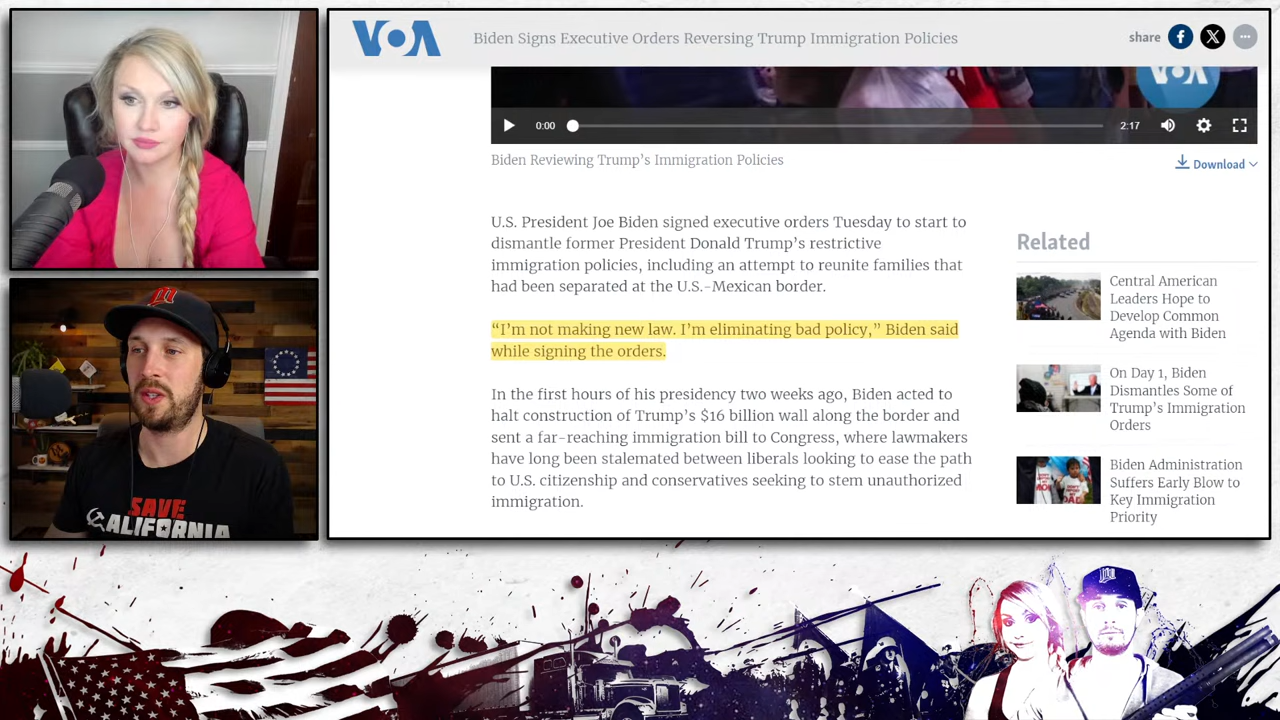 VOA
Biden Signs Executive Orders Reversing Trump Immigration Policies
share
VOA
0:00
2:17
Biden Reviewing Trump's Immigration Policies
Download
U.S. President Joe Biden signed executive orders Tuesday to start to
dismantle former President Donald Trump's restrictive
immigration policies, including an attempt to reunite families that
had been separated at the U.S.-Mexican border.
“I'm not making new law. I'm eliminating bad policy,” Biden said
while signing the orders.
In the first hours of his presidency two weeks ago, Biden acted to
halt construction of Trump's $16 billion wall along the border and
sent a far-reaching immigration bill to Congress, where lawmakers
have long been stalemated between liberals looking to ease the path
to U.S. citizenship and conservatives seeking to stem unauthorized
immigration.
Related
Central American
Leaders Hope to
Develop Common
Agenda with Biden
On Day 1, Biden
Dismantles Some of
Trump's Immigration
Orders
Biden Administration
Suffers Early Blow to
Key Immigration
Priority
SAVE
CALIFORNIA